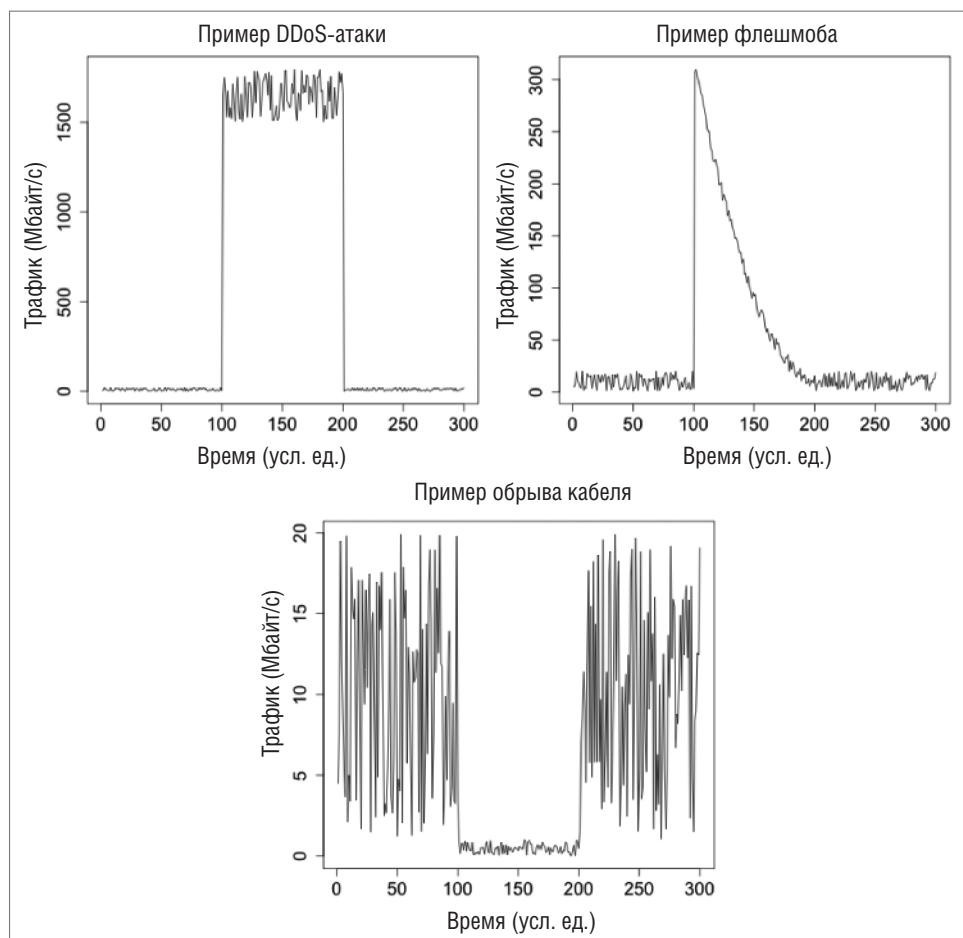 Пример DDoS-атаки
Трафик (Мбайт/с)
1500
1000
500
0
0 50 100 150 200 250 300
Время (усл. ед.)
Пример флешмоба
Трафик (Мбайт/с)
300
250
200
150
100
50
0
0 50 100 150 200 250 300
Время (усл. ед.)
Пример обрыва кабеля
Трафик (Мбайт/с)
20
15
10
5
0
0 50 100 150 200 250 300
Время (усл. ед.)